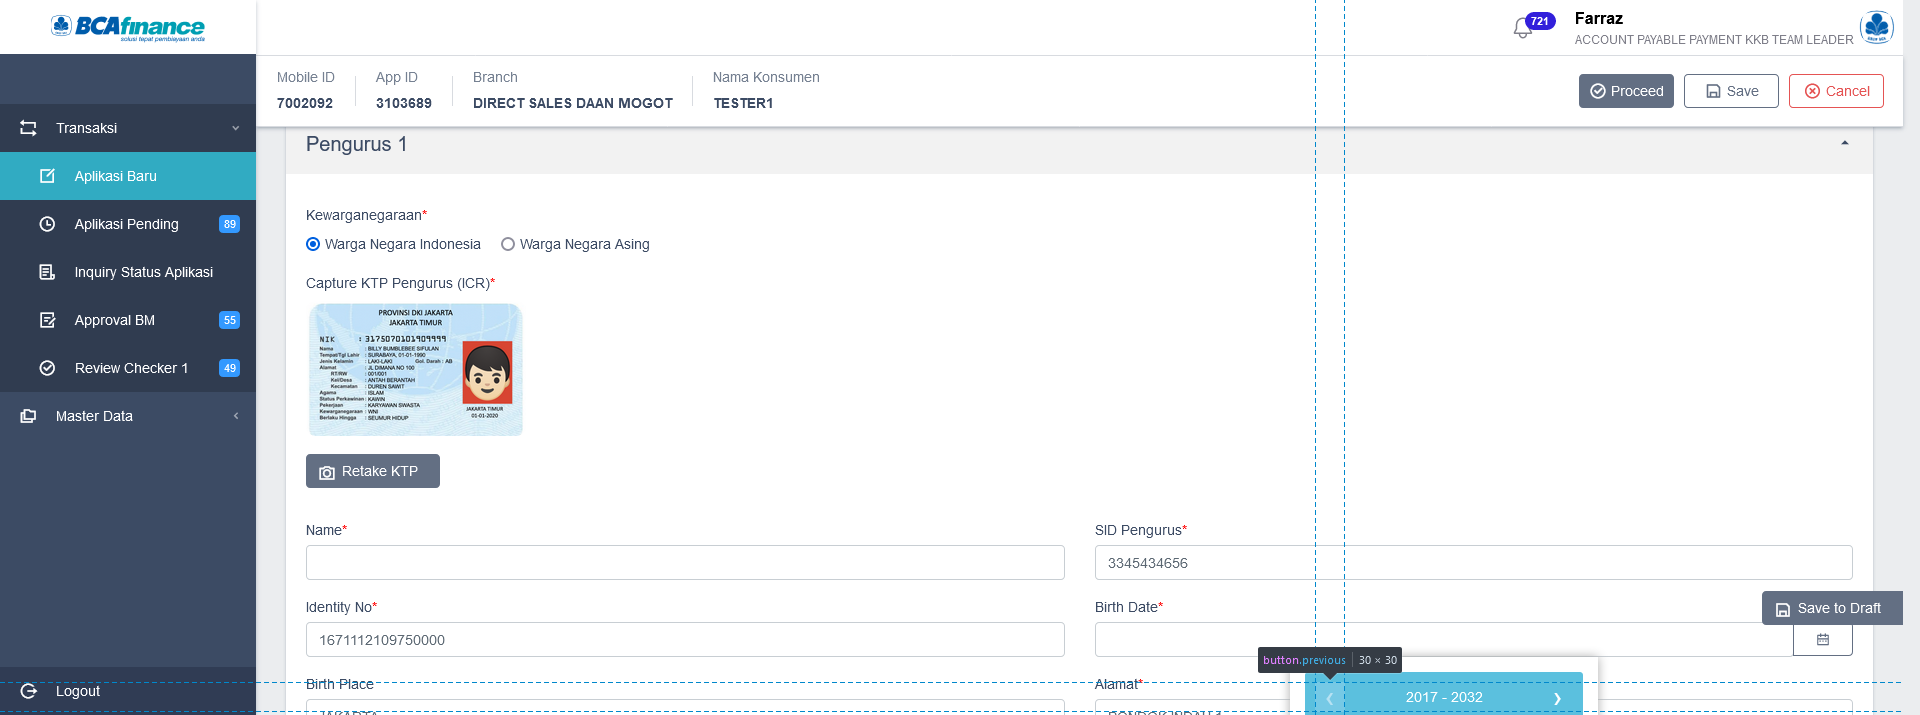 BCAfinance
solusi tepat pembiayaan anda
721
Farraz
ACCOUNT PAYABLE PAYMENT KKB TEAM LEADER
Mobile ID
7002092
App ID
3103689
Branch
DIRECT SALES DAAN MOGOT
Nama Konsumen
TESTER1
Proceed
Save
Cancel
Transaksi
Aplikasi Baru
Aplikasi Pending 89
Inquiry Status Aplikasi
Approval BM 55
Review Checker 1 49
Master Data
Logout
Pengurus 1
Kewarganegaraan*
Warga Negara Indonesia Warga Negara Asing
Capture KTP Pengurus (ICR)*
PROVINSI DKI JAKARTA
JAKARTA TIMUR
NIK : 3175070101909999
Nama : BILLY BUMBLEBEE SIFULAN
Tempat/Tgl Lahir : SURABAYA, 01-01-1990
Jenis Kelamin : LAKI-LAKI Gol. Darah : AB
Alamat : JL DIMANA NO 100
RT/RW : 001/001
Kel/Desa : ANTAH BERANTAH
Kecamatan : DUREN SAWIT
Agama : ISLAM
Status Perkawinan : KAWIN
Pekerjaan : KARYAWAN SWASTA
Kewarganegaraan : WNI
Berlaku Hingga : SEUMUR HIDUP
JAKARTA TIMUR
01-01-2020
Retake KTP
Name*
SID Pengurus*
3345434656
Identity No*
1671112109750000
Birth Date*
Save to Draft
button.previous 30 × 30
Birth Place
JAKARTA
Alamat*
PONDOK INDAH 1
2017 - 2032